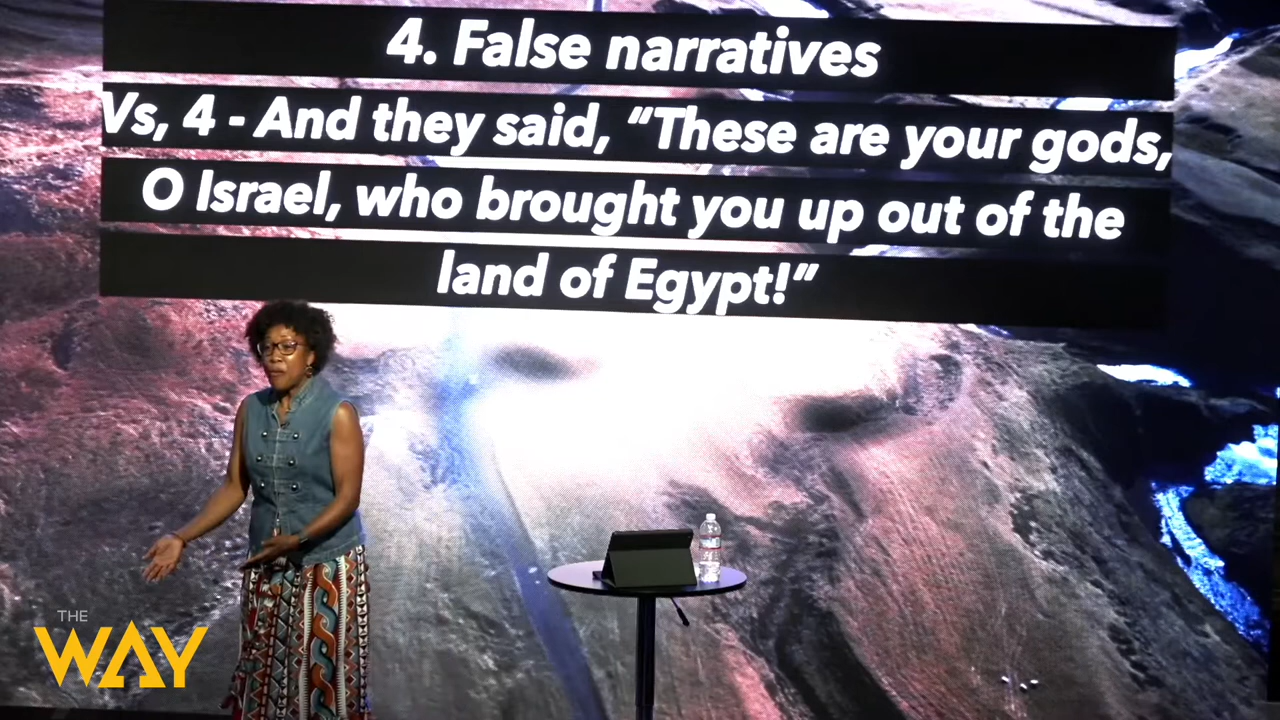 4. False narratives
Vs, 4 - And they said, “These are your gods,
O Israel, who brought you up out of the
land of Egypt!”
THE
WAY